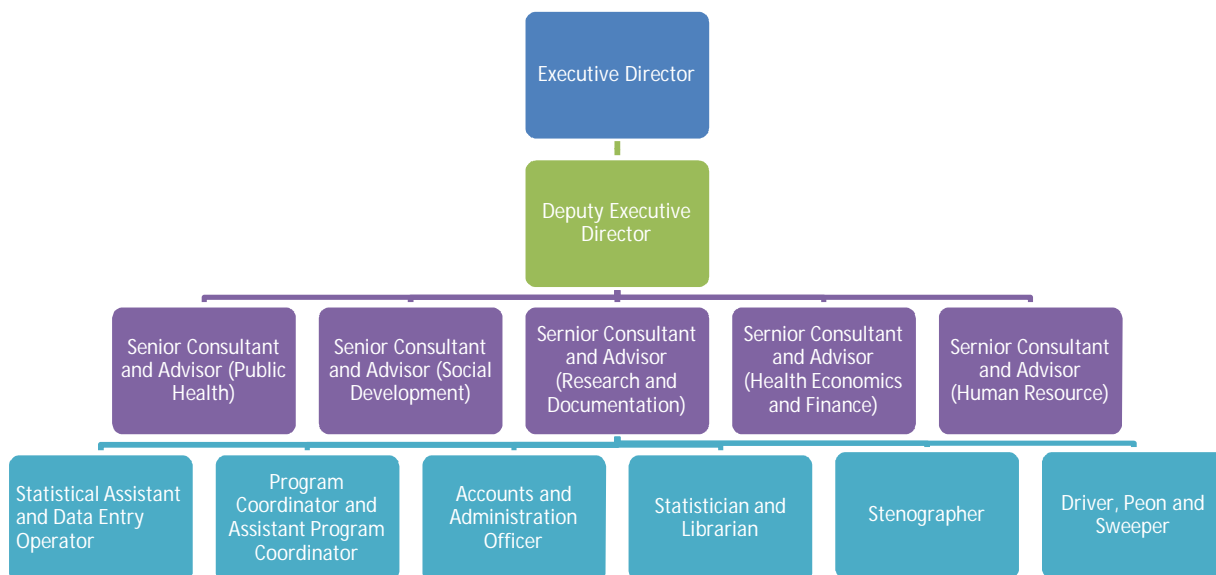 Executive Director
Deputy Executive
Director
Senior Consultant
and Advisor (Public
Health)
Senior Consultant
and Advisor (Social
Development)
Sernior Consultant
and Advisor
(Research and
Documentation)
Sernior Consultant
and Advisor
(Health Economics
and Finance)
Sernior Consultant
and Advisor
(Human Resource)
Statistical Assistant
and Data Entry
Operator
Program
Coordinator and
Assistant Program
Coordinator
Accounts and
Administration
Officer
Statistician and
Librarian
Stenographer
Driver, Peon and
Sweeper